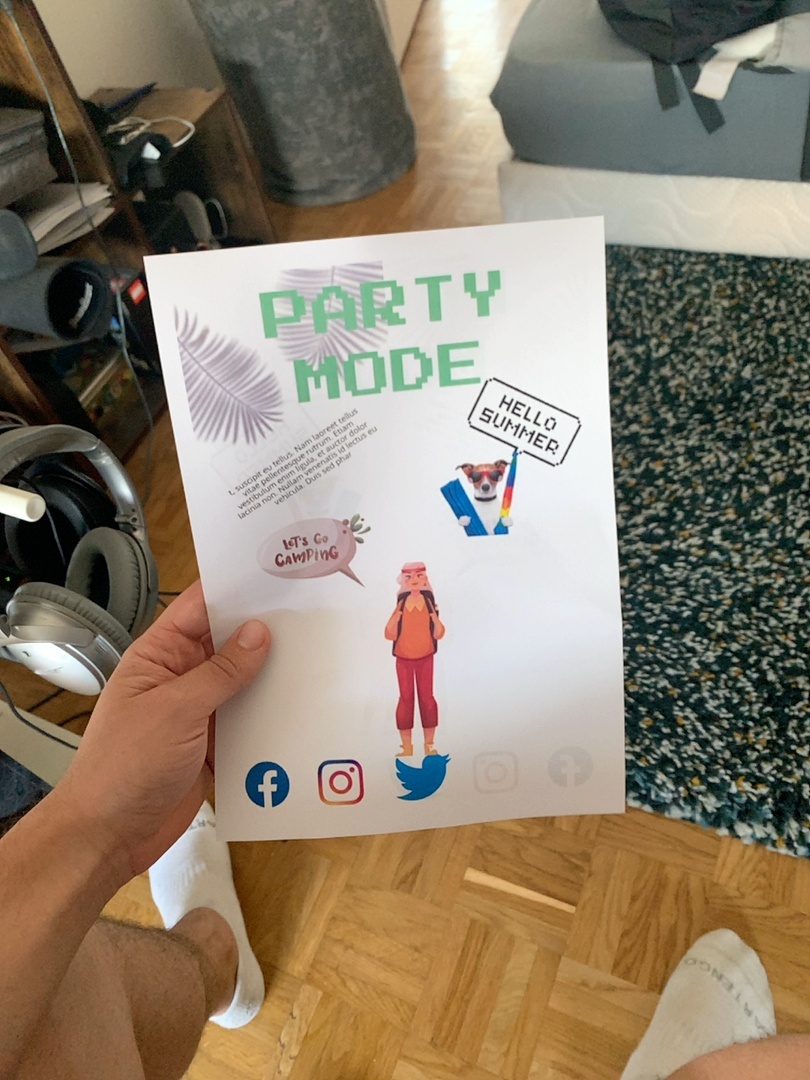 PARTY
MODE
HELLO
SUMMER
t, suscipit eu tellus. Nam laoreet tellus
vitae pellentesque rutrum. Etiam
vestibulum enim ligula, et auctor dolor
lacinia non. Nullam venenatis id lectus eu
vehicula. Duis sed phar
LET'S GO
CAMPING